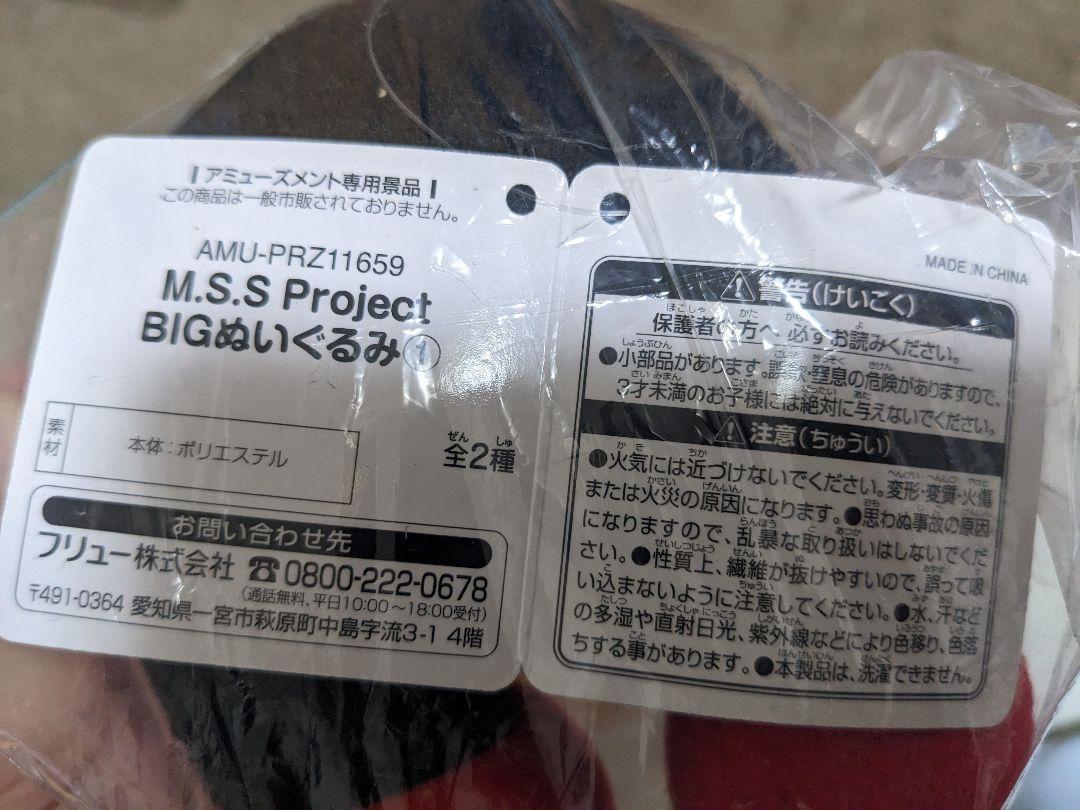 アミューズメント専用景品
この商品は一般市販されておりません。
AMU-PRZ11659
M.S.S Project
BIGぬいぐるみ①
素材
本体：ポリエステル
ぜん しゅ
全2種
お問い合わせ先
フリュー株式会社 ☎0800-222-0678
(通話無料、平日10:00～18:00受付)
〒491-0364 愛知県一宮市萩原町中島字流3-1 4階
MADE IN CHINA
⚠警告(けいこく)
保護者の方へ 必ずお読みください。
●小部品があります。誤飲・窒息の危険がありますので、
3才未満のお子様には絶対に与えないでください。
⚠注意(ちゅうい)
●火気には近づけないでください。変形・変質・火傷
または火災の原因になります。●思わぬ事故の原因
になりますので、乱暴な取り扱いはしないでくだ
さい。●性質上、繊維が抜けやすいので、誤って吸
い込まないように注意してください。●水、汗など
の多湿や直射日光、紫外線などにより色移り、色落
ちする事があります。●本製品は、洗濯できません。